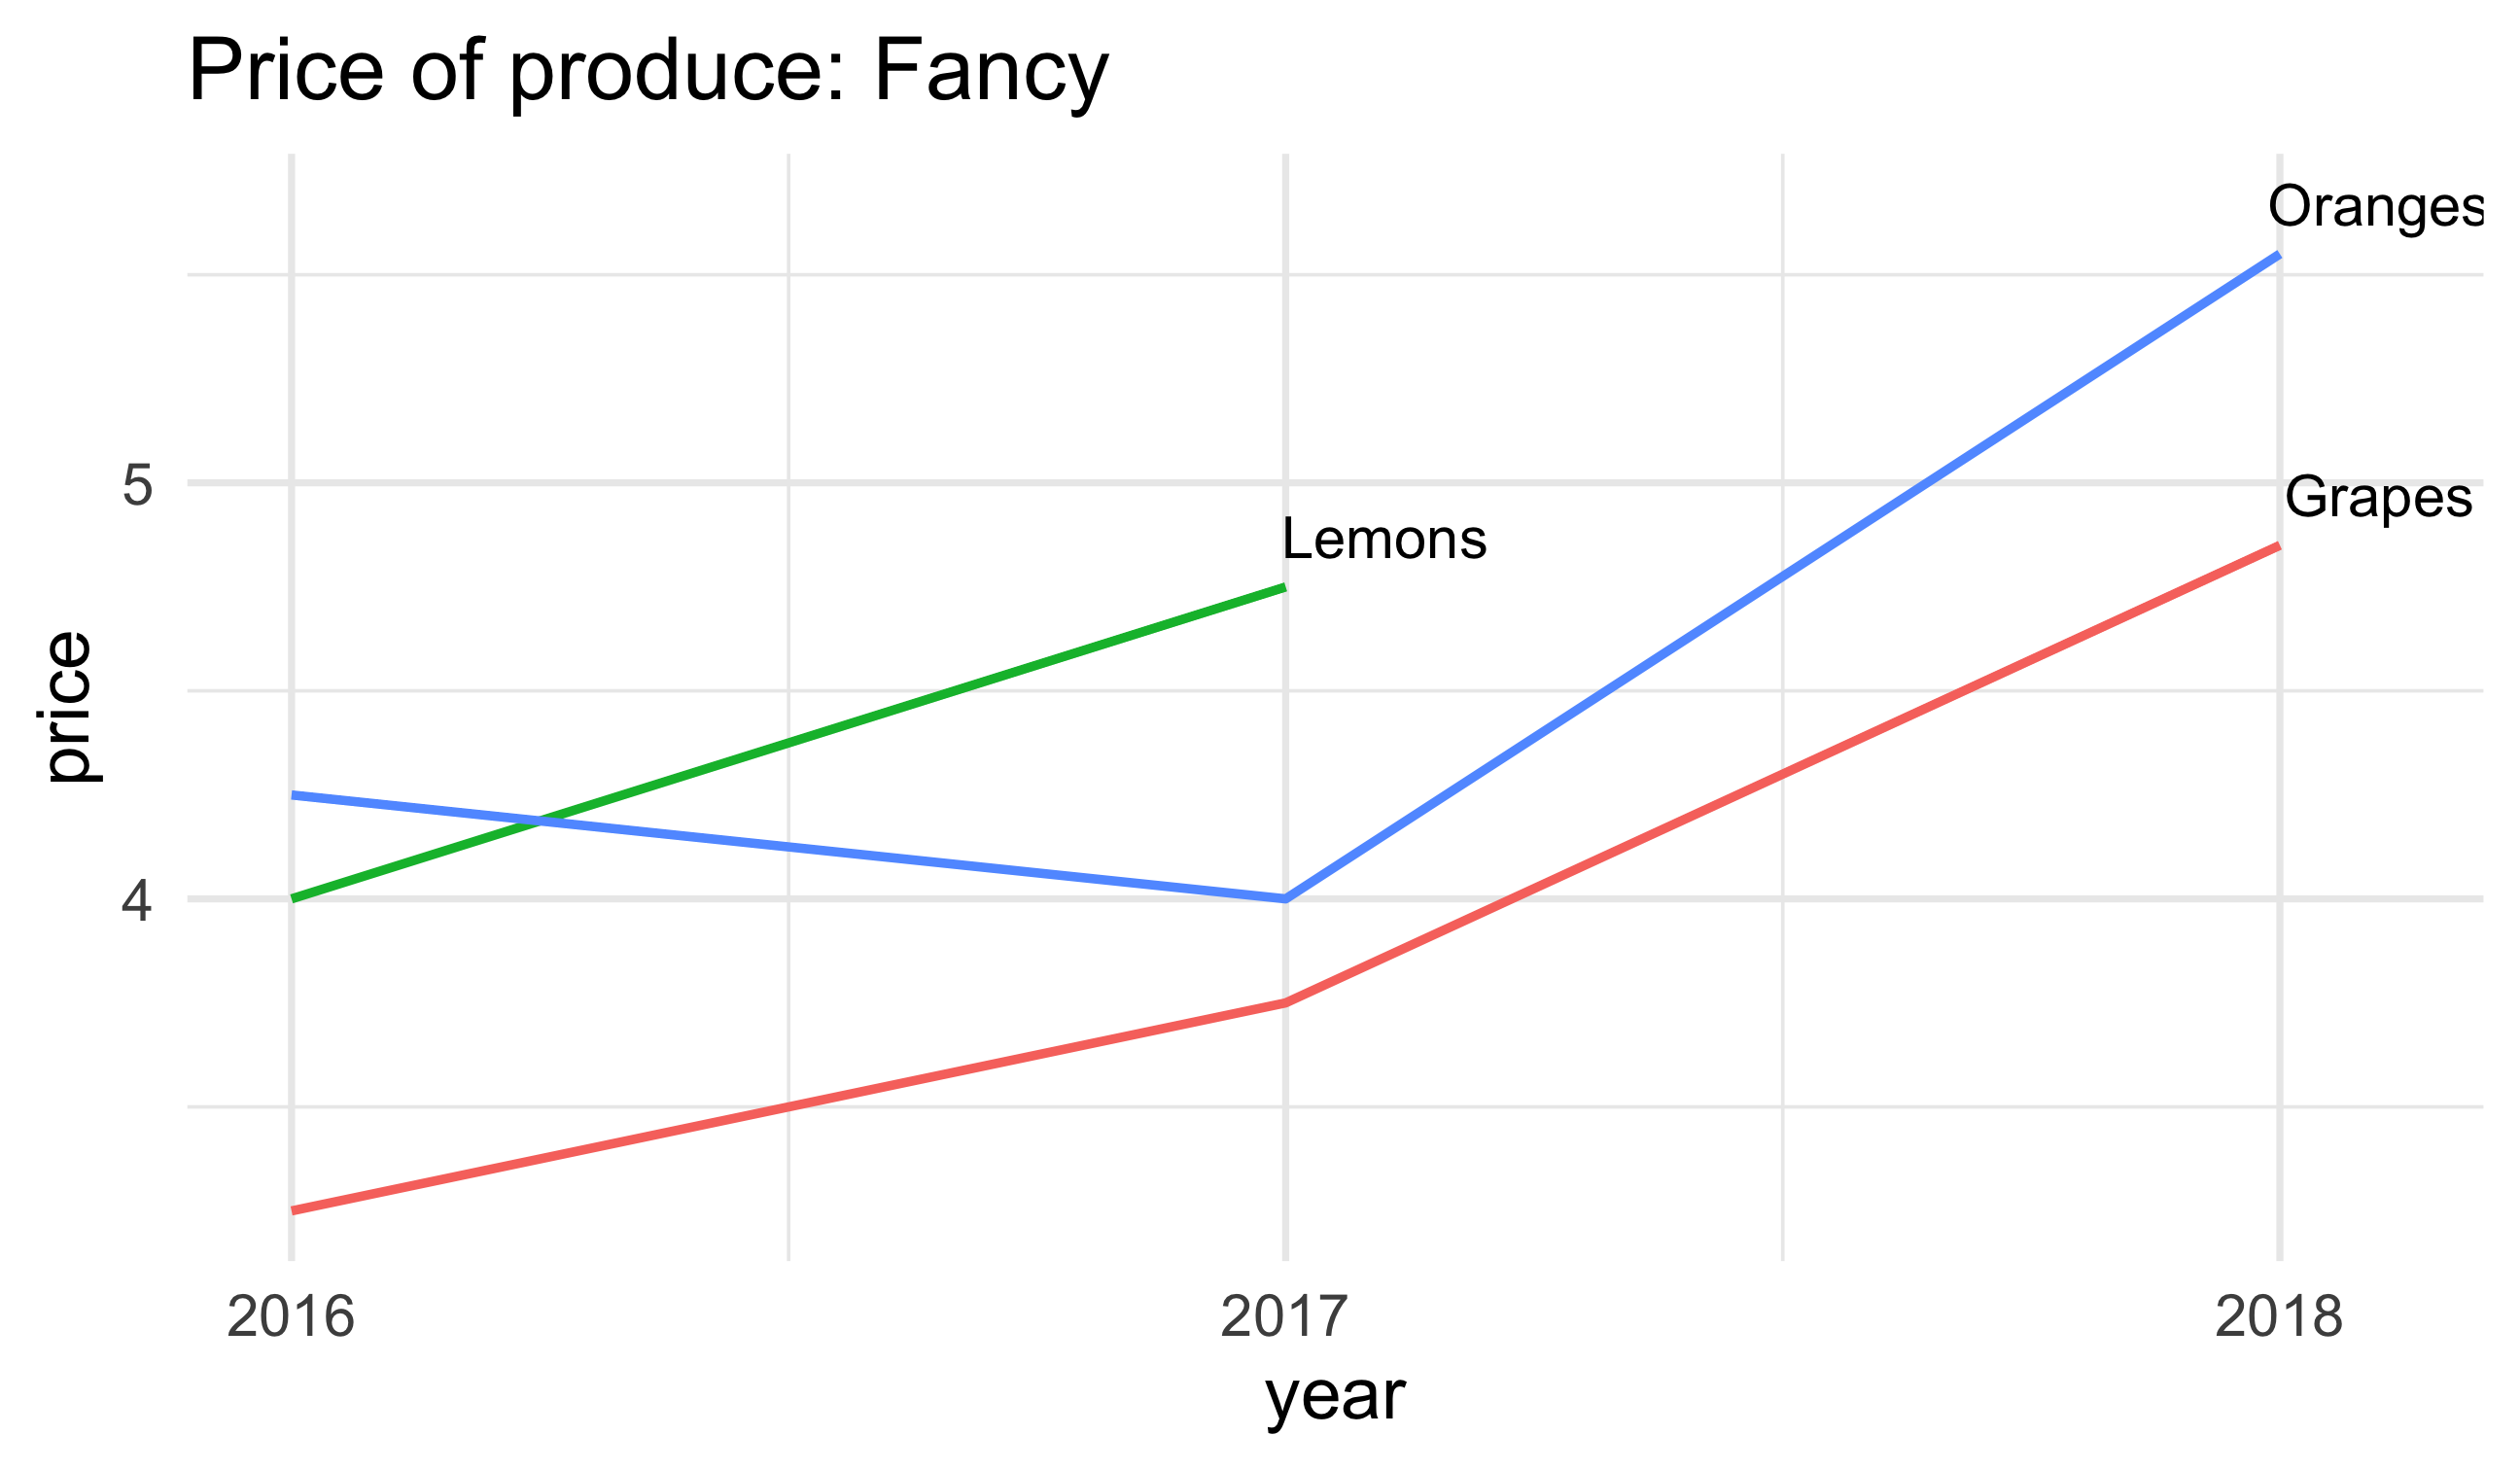 Price of produce: Fancy
Oranges
5
Grapes
Lemons
price
4
2016
2017
2018
year